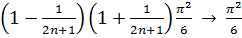 (1 − 1/(2n+1)) (1 + 1/(2n+1)) π²/6 → π²/6